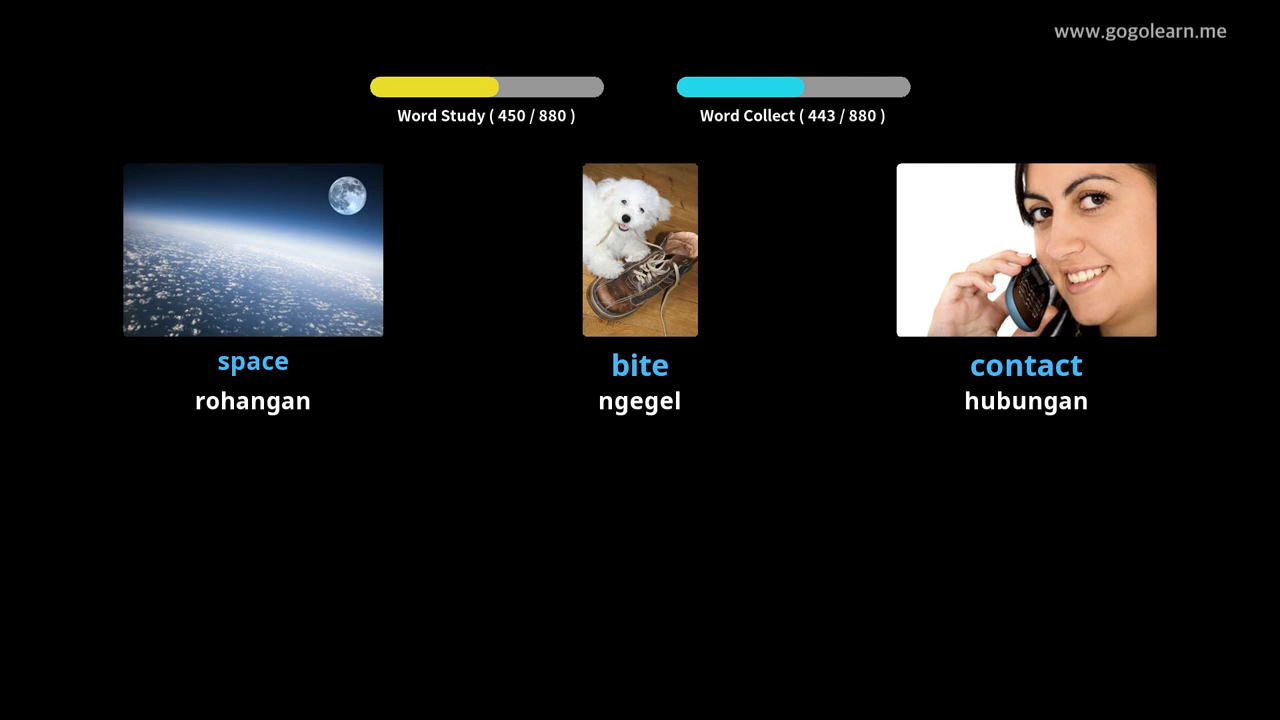 www.gogolearn.me
Word Study ( 450 / 880 )
Word Collect ( 443 / 880 )
space
rohangan
bite
ngegel
contact
hubungan